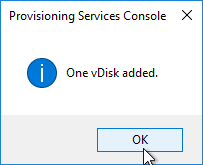 Provisioning Services Console
One vDisk added.
OK